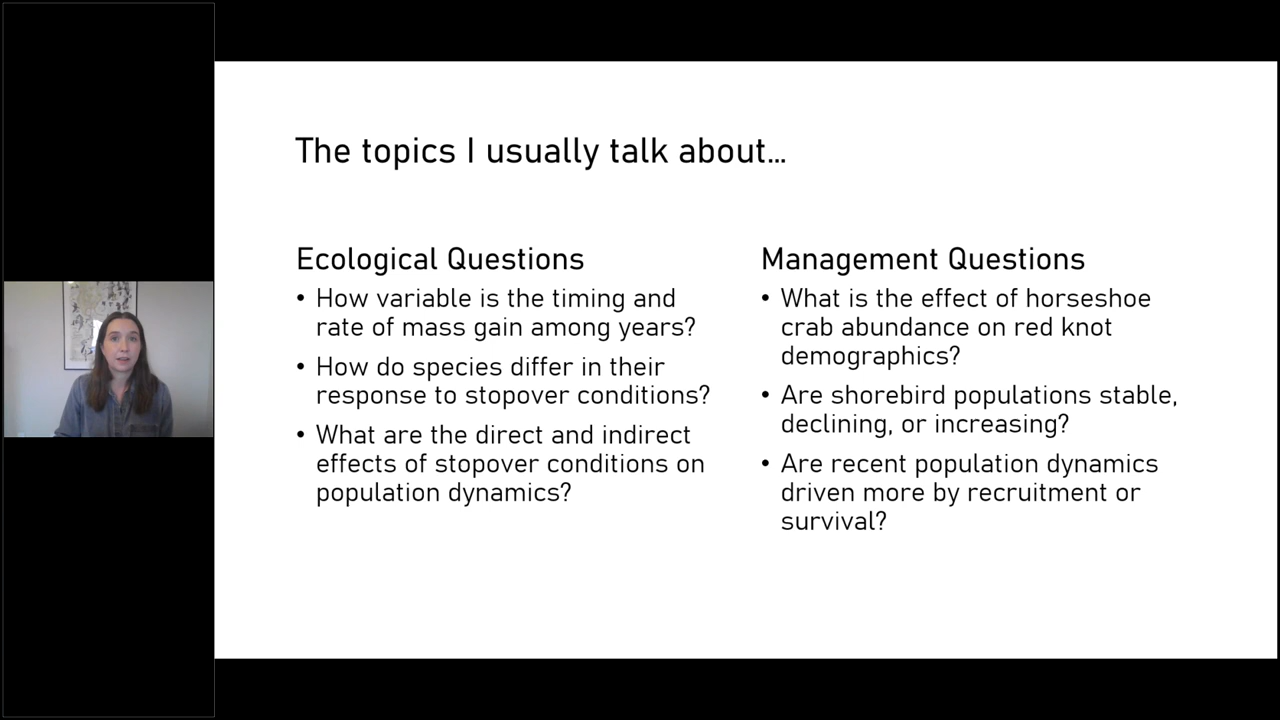 The topics I usually talk about...
Ecological Questions
• How variable is the timing and
rate of mass gain among years?
• How do species differ in their
response to stopover conditions?
• What are the direct and indirect
effects of stopover conditions on
population dynamics?
Management Questions
• What is the effect of horseshoe
crab abundance on red knot
demographics?
• Are shorebird populations stable,
declining, or increasing?
• Are recent population dynamics
driven more by recruitment or
survival?